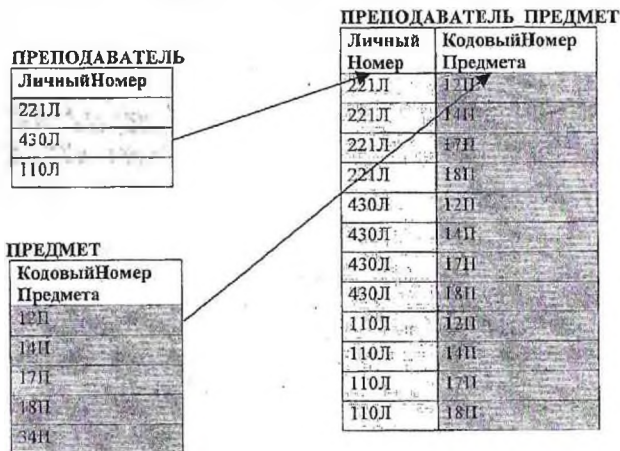 ПРЕПОДАВАТЕЛЬ
ЛичныйНомер
221Л
430Л
110Л
ПРЕДМЕТ
КодовыйНомер
Предмета
12П
14П
17П
18П
34П
ПРЕПОДАВАТЕЛЬ ПРЕДМЕТ
Личный КодовыйНомер
Номер Предмета
221Л 12П
221Л 14П
221Л 17П
221Л 18П
430Л 12П
430Л 14П
430Л 17П
430Л 18П
110Л 12П
110Л 14П
110Л 17П
110Л 18П